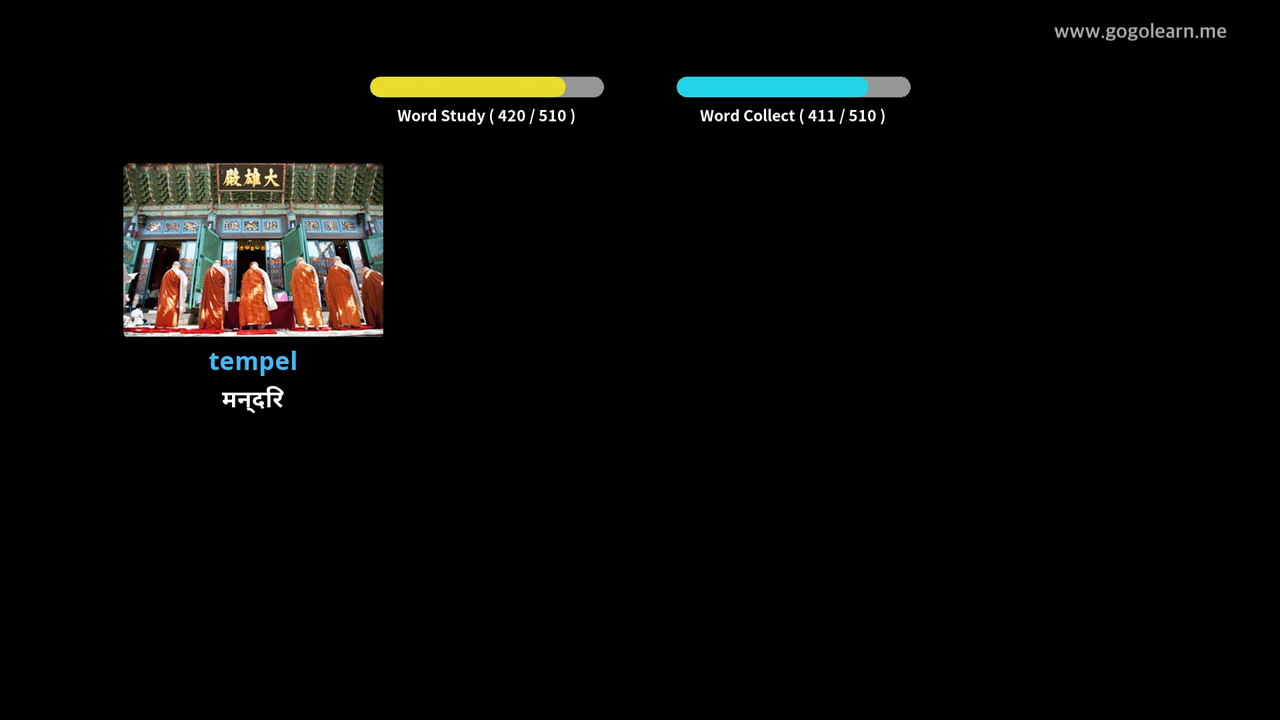 www.gogolearn.me
Word Study ( 420 / 510 )
Word Collect ( 411 / 510 )
殿雄大
tempel
मन्दरि